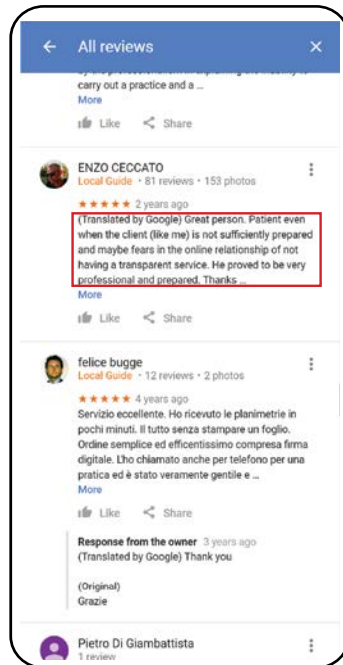 All reviews
carry out a practice and a ...
More
Like Share
ENZO CECCATO
Local Guide • 81 reviews • 153 photos
2 years ago
(Translated by Google) Great person. Patient even
when the client (like me) is not sufficiently prepared
and maybe fears in the online relationship of not
having a transparent service. He proved to be very
professional and prepared. Thanks ...
More
Like Share
felice bugge
Local Guide • 12 reviews • 2 photos
4 years ago
Servizio eccellente. Ho ricevuto le planimetrie in
pochi minuti. Il tutto senza stampare un foglio.
Ordine semplice ed efficentissimo compresa firma
digitale. L'ho chiamato anche per telefono per una
pratica ed è stato veramente gentile e ...
More
Like Share
Response from the owner 3 years ago
(Translated by Google) Thank you
(Original)
Grazie
Pietro Di Giambattista
1 review